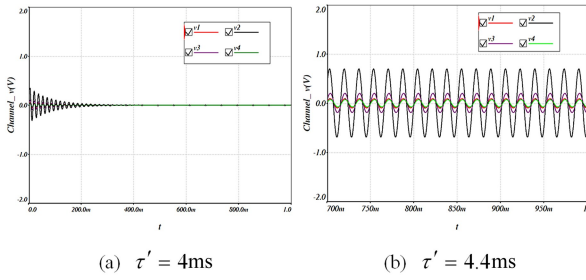 2.0
1.0
0.0
-1.0
-2.0
Channel_v(V)
v1 v2
v3 v4
0.0 200.0m 400.0m 600.0m 800.0m 1.0
t
(a) τ′ = 4ms
2.0
1.0
0.0
-1.0
-2.0
Channel_v(V)
v1 v2
v3 v4
700m 750m 800m 850m 900m 950m 1.0
t
(b) τ′ = 4.4ms